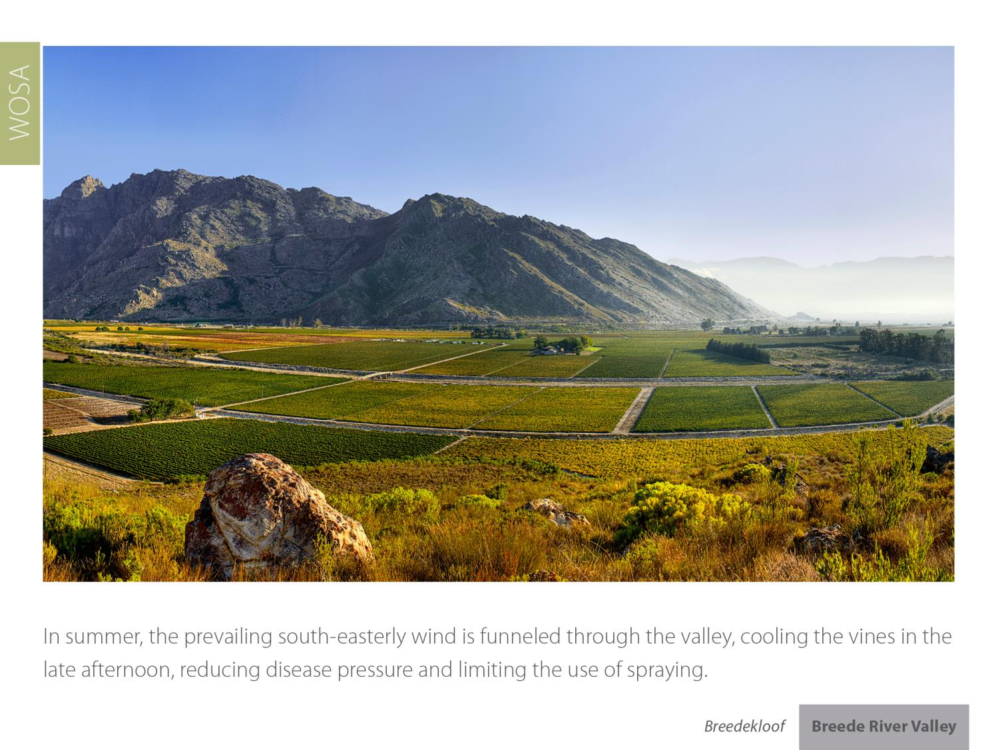 WOSA
In summer, the prevailing south-easterly wind is funneled through the valley, cooling the vines in the
late afternoon, reducing disease pressure and limiting the use of spraying.
Breedekloof
Breede River Valley